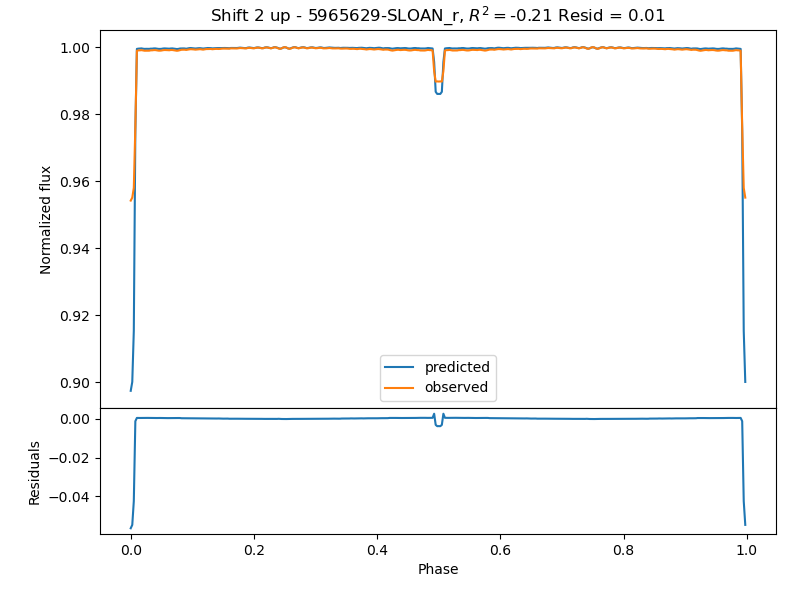 Shift 2 up - 5965629-SLOAN_r, R² = -0.21 Resid = 0.01
1.00
0.98
0.96
0.94
0.92
0.90
Normalized flux
predicted
observed
0.00
−0.02
−0.04
Residuals
0.0 0.2 0.4 0.6 0.8 1.0
Phase